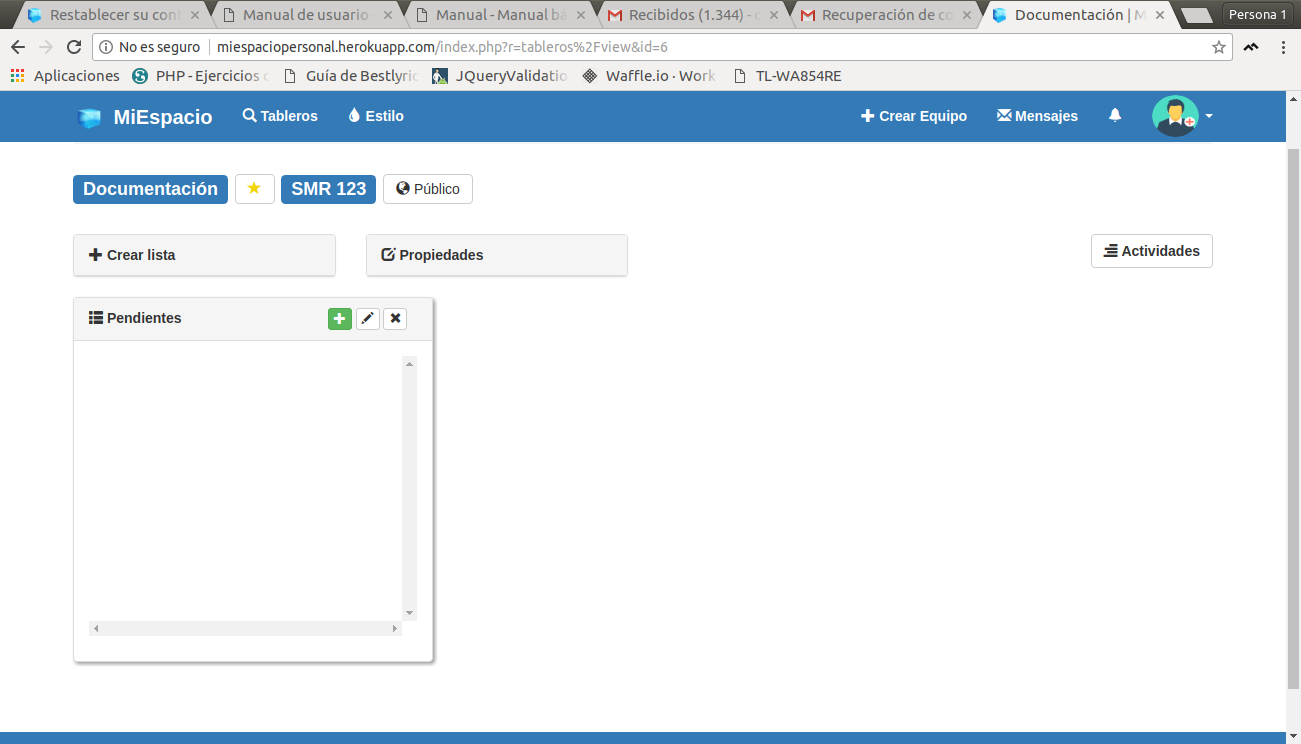 Restablecer su con
Manual de usuario
Manual - Manual bá
Recibidos (1.344) - 
Recuperación de co
Documentación | M
Persona 1
No es seguro
miespaciopersonal.herokuapp.com/index.php?r=tableros%2Fview&id=6
Aplicaciones
PHP - Ejercicios
Guía de Bestlyric
JQueryValidatio
Waffle.io · Work
TL-WA854RE
MiEspacio
Tableros
Estilo
Crear Equipo
Mensajes
Documentación
SMR 123
Público
Crear lista
Propiedades
Actividades
Pendientes